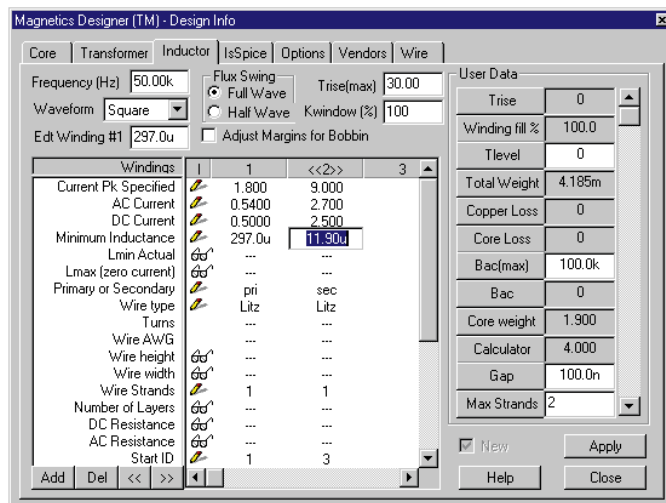 Magnetics Designer (TM) - Design Info
Core Transformer Inductor IsSpice Options Vendors Wire
Frequency (Hz) 50.00k
Flux Swing
Full Wave
Half Wave
Trise(max) 30.00
Waveform Square
Kwindow (%) 100
Edt Winding #1 297.0u
Adjust Margins for Bobbin
Windings I 1 <<2>> 3
Current Pk Specified 1.800 9.000
AC Current 0.5400 2.700
DC Current 0.5000 2.500
Minimum Inductance 297.0u 11.90u
Lmin Actual --- ---
Lmax (zero current) --- ---
Primary or Secondary pri sec
Wire type Litz Litz
Turns --- ---
Wire AWG --- ---
Wire height --- ---
Wire width --- ---
Wire Strands 1 1
Number of Layers --- ---
DC Resistance --- ---
AC Resistance --- ---
Start ID 1 3
Add Del << >>
User Data
Trise 0
Winding fill % 100.0
Tlevel 0
Total Weight 4.185m
Copper Loss 0
Core Loss 0
Bac(max) 100.0k
Bac 0
Core weight 1.900
Calculator 4.000
Gap 100.0n
Max Strands 2
New Apply
Help Close